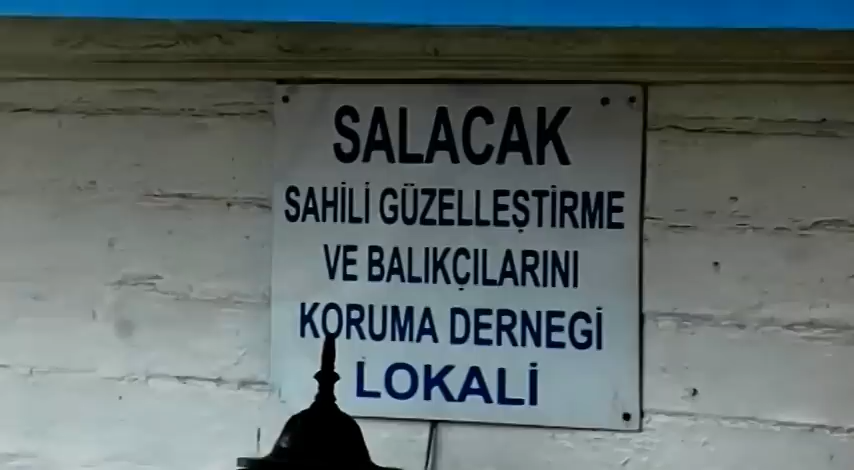 SALACAK
SAHİLİ GÜZELLEŞTİRME
VE BALIKÇILARINI
KORUMA DERNEGİ
LOKALİ